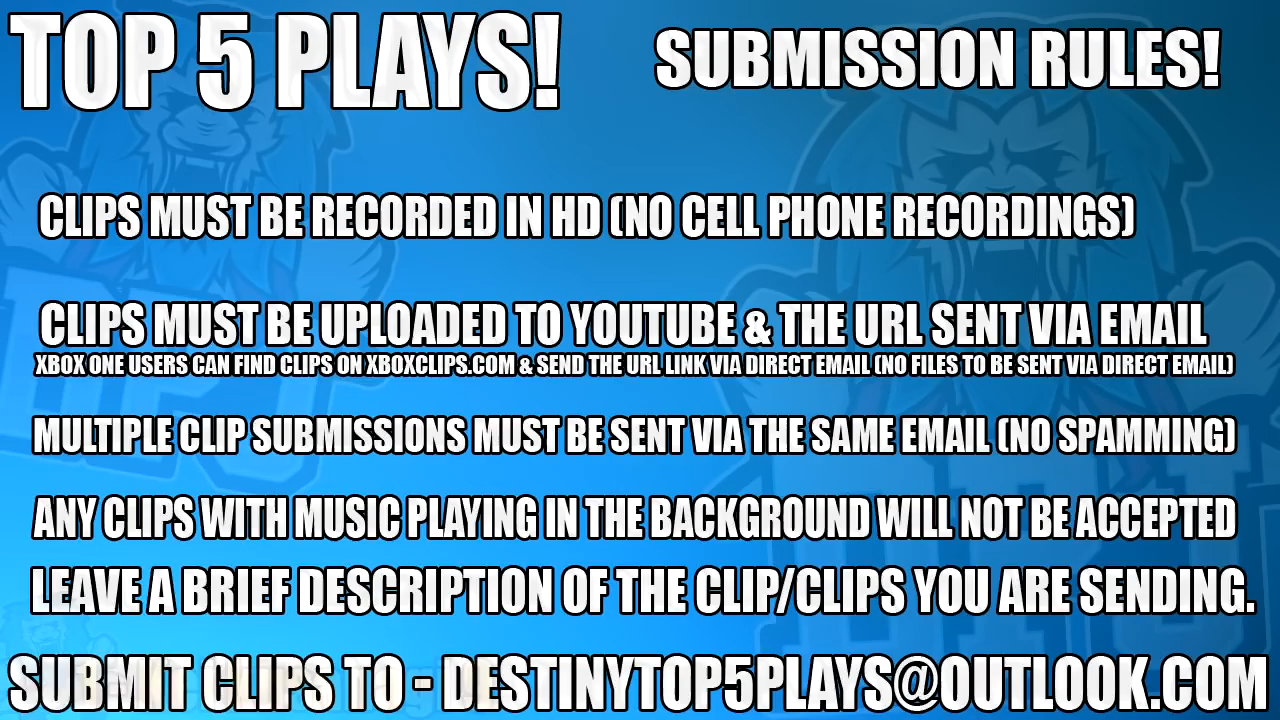 TOP 5 PLAYS!
SUBMISSION RULES!
CLIPS MUST BE RECORDED IN HD (NO CELL PHONE RECORDINGS)
CLIPS MUST BE UPLOADED TO YOUTUBE & THE URL SENT VIA EMAIL
XBOX ONE USERS CAN FIND CLIPS ON XBOXCLIPS.COM & SEND THE URL LINK VIA DIRECT EMAIL (NO FILES TO BE SENT VIA DIRECT EMAIL)
MULTIPLE CLIP SUBMISSIONS MUST BE SENT VIA THE SAME EMAIL (NO SPAMMING)
ANY CLIPS WITH MUSIC PLAYING IN THE BACKGROUND WILL NOT BE ACCEPTED
LEAVE A BRIEF DESCRIPTION OF THE CLIP/CLIPS YOU ARE SENDING.
SUBMIT CLIPS TO - DESTINYTOP5PLAYS@OUTLOOK.COM